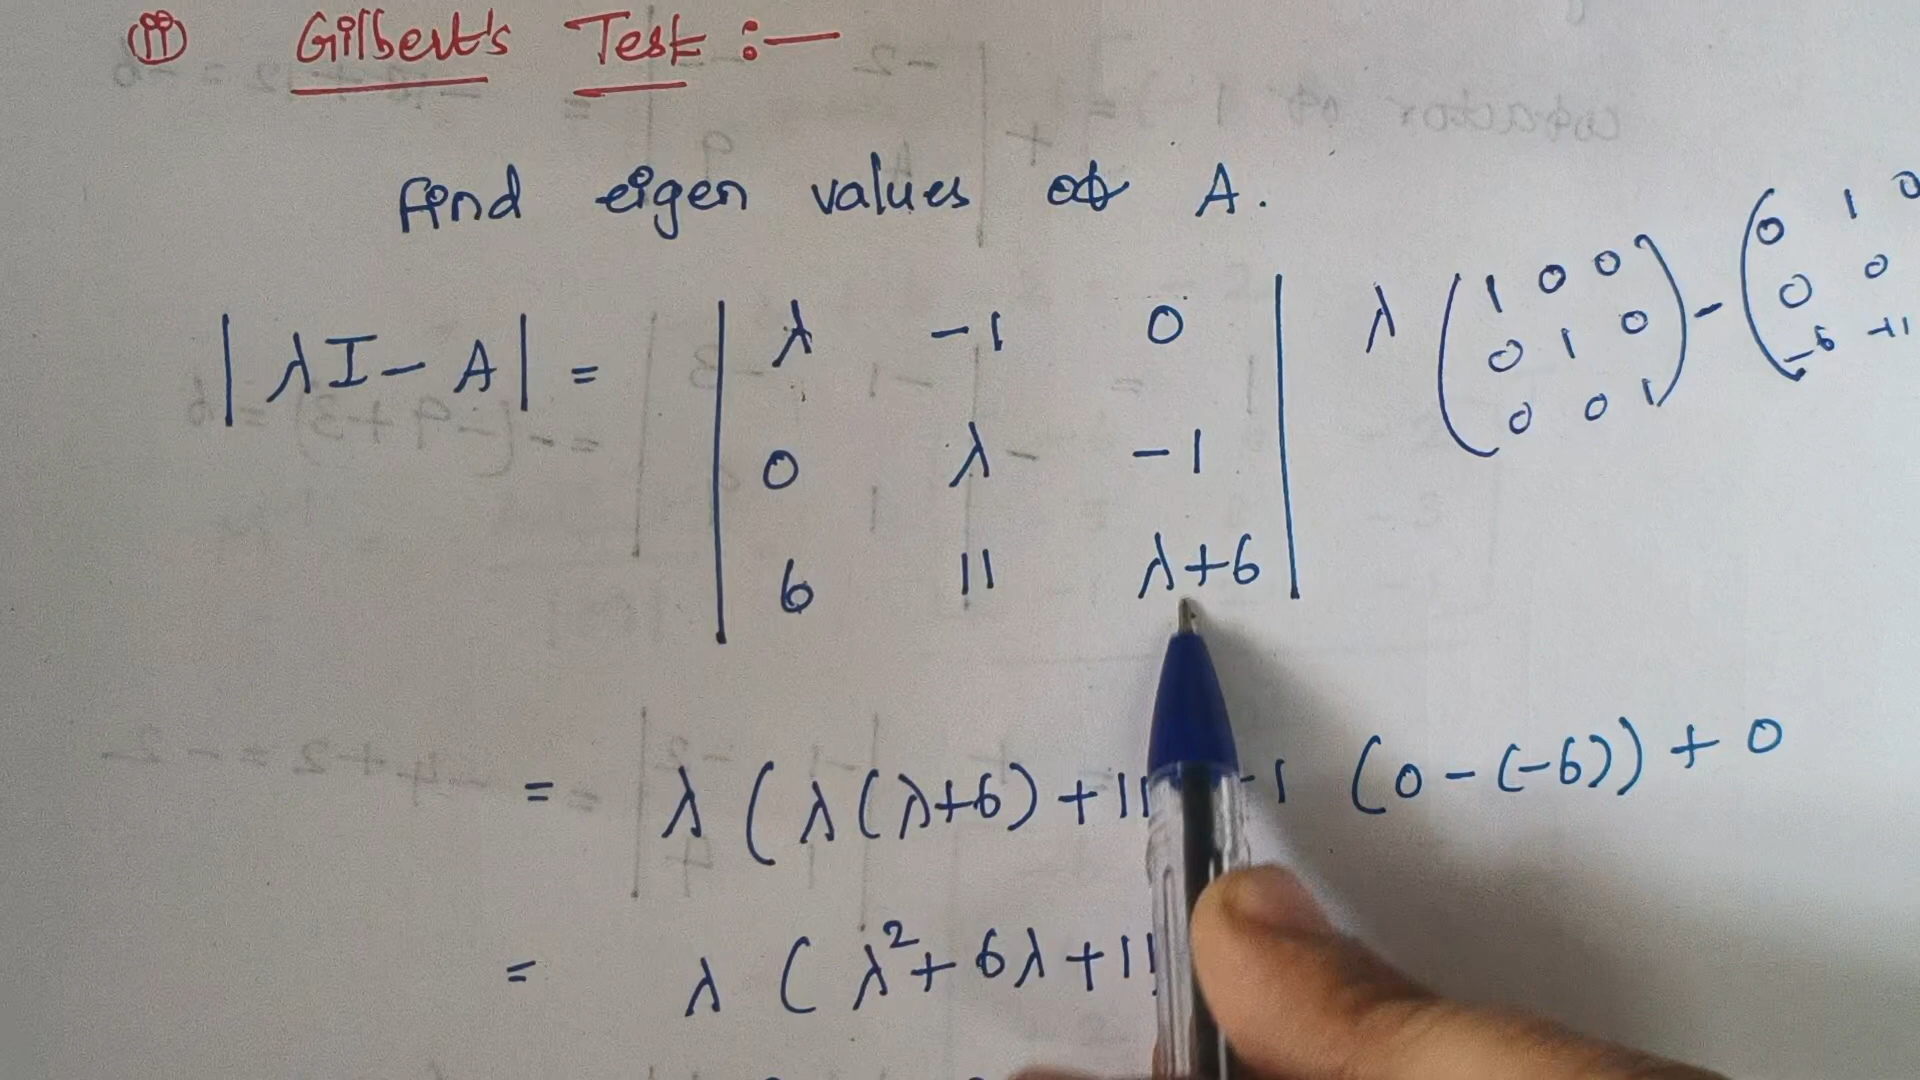 (ii) Gilbert's Test :—
Find eigen values of A.
|λI - A| = | λ -1 0 | λ ( 1 0 0 ) - ( 0 1 0
0 λ -1 0 1 0 0 0
6 11 λ+6 0 0 1 -6 -11
= λ ( λ(λ+6) + 11 -1 (0 - (-6)) + 0
= λ ( λ² + 6λ + 11